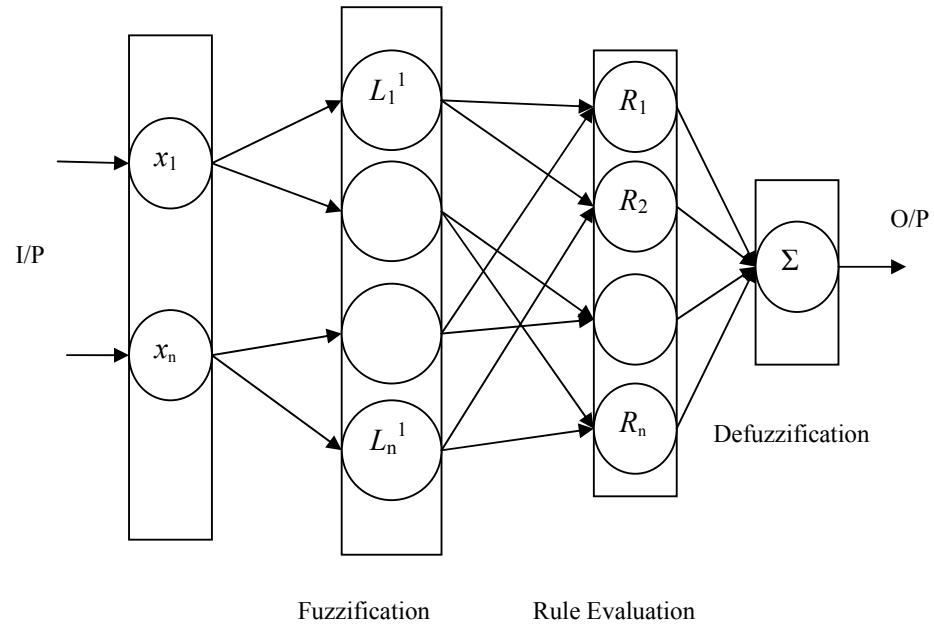 I/P
x₁
xₙ
L₁¹
Lₙ¹
R₁
R₂
Rₙ
Σ
O/P
Defuzzification
Fuzzification
Rule Evaluation